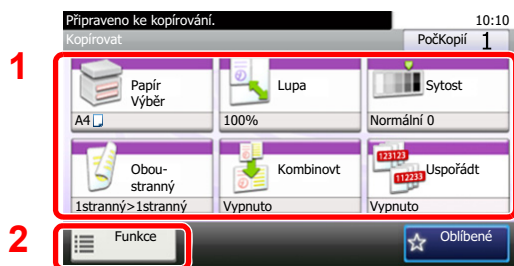 Připraveno ke kopírování.
10:10
Kopírovat
PočKopií 1
1
Papír
Výběr
A4
Lupa
100%
Sytost
Normální 0
Obou-
stranný
1stranný>1stranný
Kombinovt
Vypnuto
123123
112233
Uspořádt
Vypnuto
2
Funkce
Oblíbené